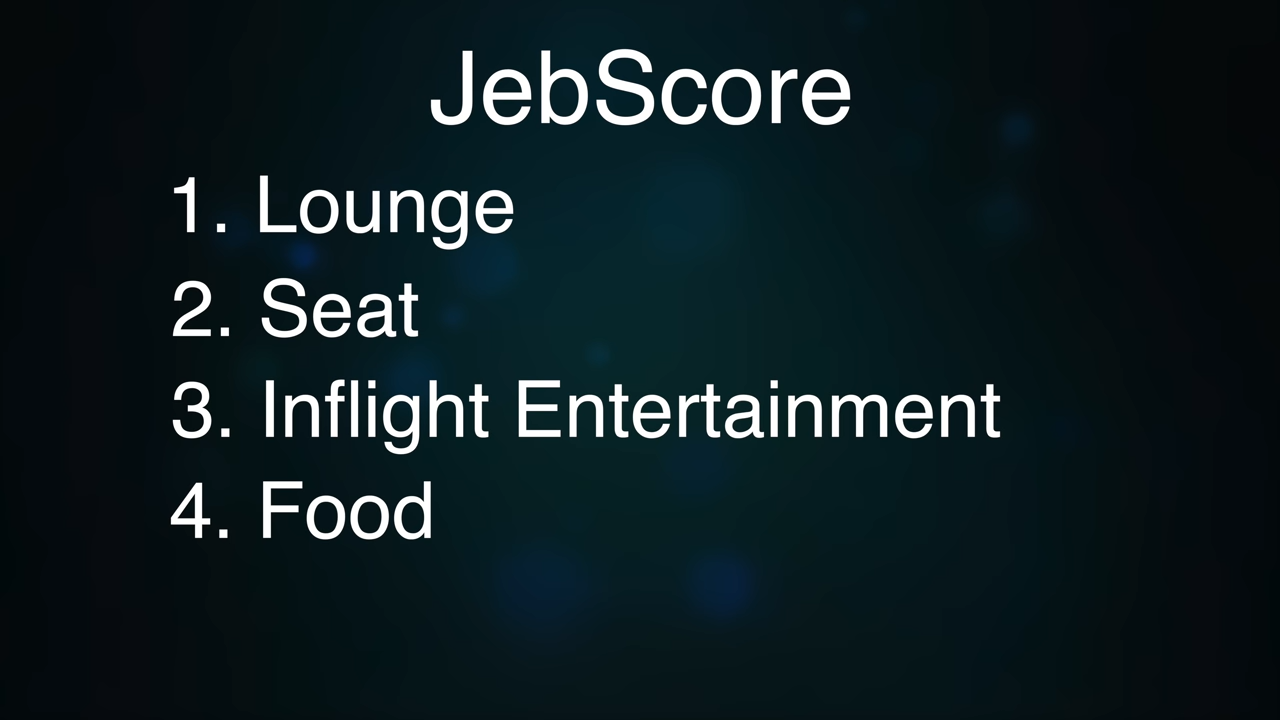 JebScore
1. Lounge
2. Seat
3. Inflight Entertainment
4. Food